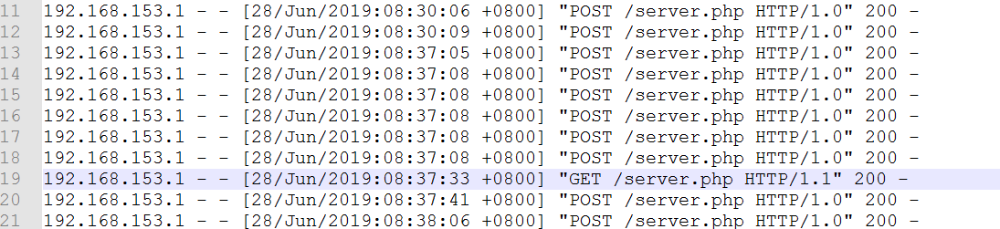 11 192.168.153.1 - - [28/Jun/2019:08:30:06 +0800] "POST /server.php HTTP/1.0" 200 -
12 192.168.153.1 - - [28/Jun/2019:08:30:09 +0800] "POST /server.php HTTP/1.0" 200 -
13 192.168.153.1 - - [28/Jun/2019:08:37:05 +0800] "POST /server.php HTTP/1.0" 200 -
14 192.168.153.1 - - [28/Jun/2019:08:37:08 +0800] "POST /server.php HTTP/1.0" 200 -
15 192.168.153.1 - - [28/Jun/2019:08:37:08 +0800] "POST /server.php HTTP/1.0" 200 -
16 192.168.153.1 - - [28/Jun/2019:08:37:08 +0800] "POST /server.php HTTP/1.0" 200 -
17 192.168.153.1 - - [28/Jun/2019:08:37:08 +0800] "POST /server.php HTTP/1.0" 200 -
18 192.168.153.1 - - [28/Jun/2019:08:37:08 +0800] "POST /server.php HTTP/1.0" 200 -
19 192.168.153.1 - - [28/Jun/2019:08:37:33 +0800] "GET /server.php HTTP/1.1" 200 -
20 192.168.153.1 - - [28/Jun/2019:08:37:41 +0800] "POST /server.php HTTP/1.0" 200 -
21 192.168.153.1 - - [28/Jun/2019:08:38:06 +0800] "POST /server.php HTTP/1.0" 200 -